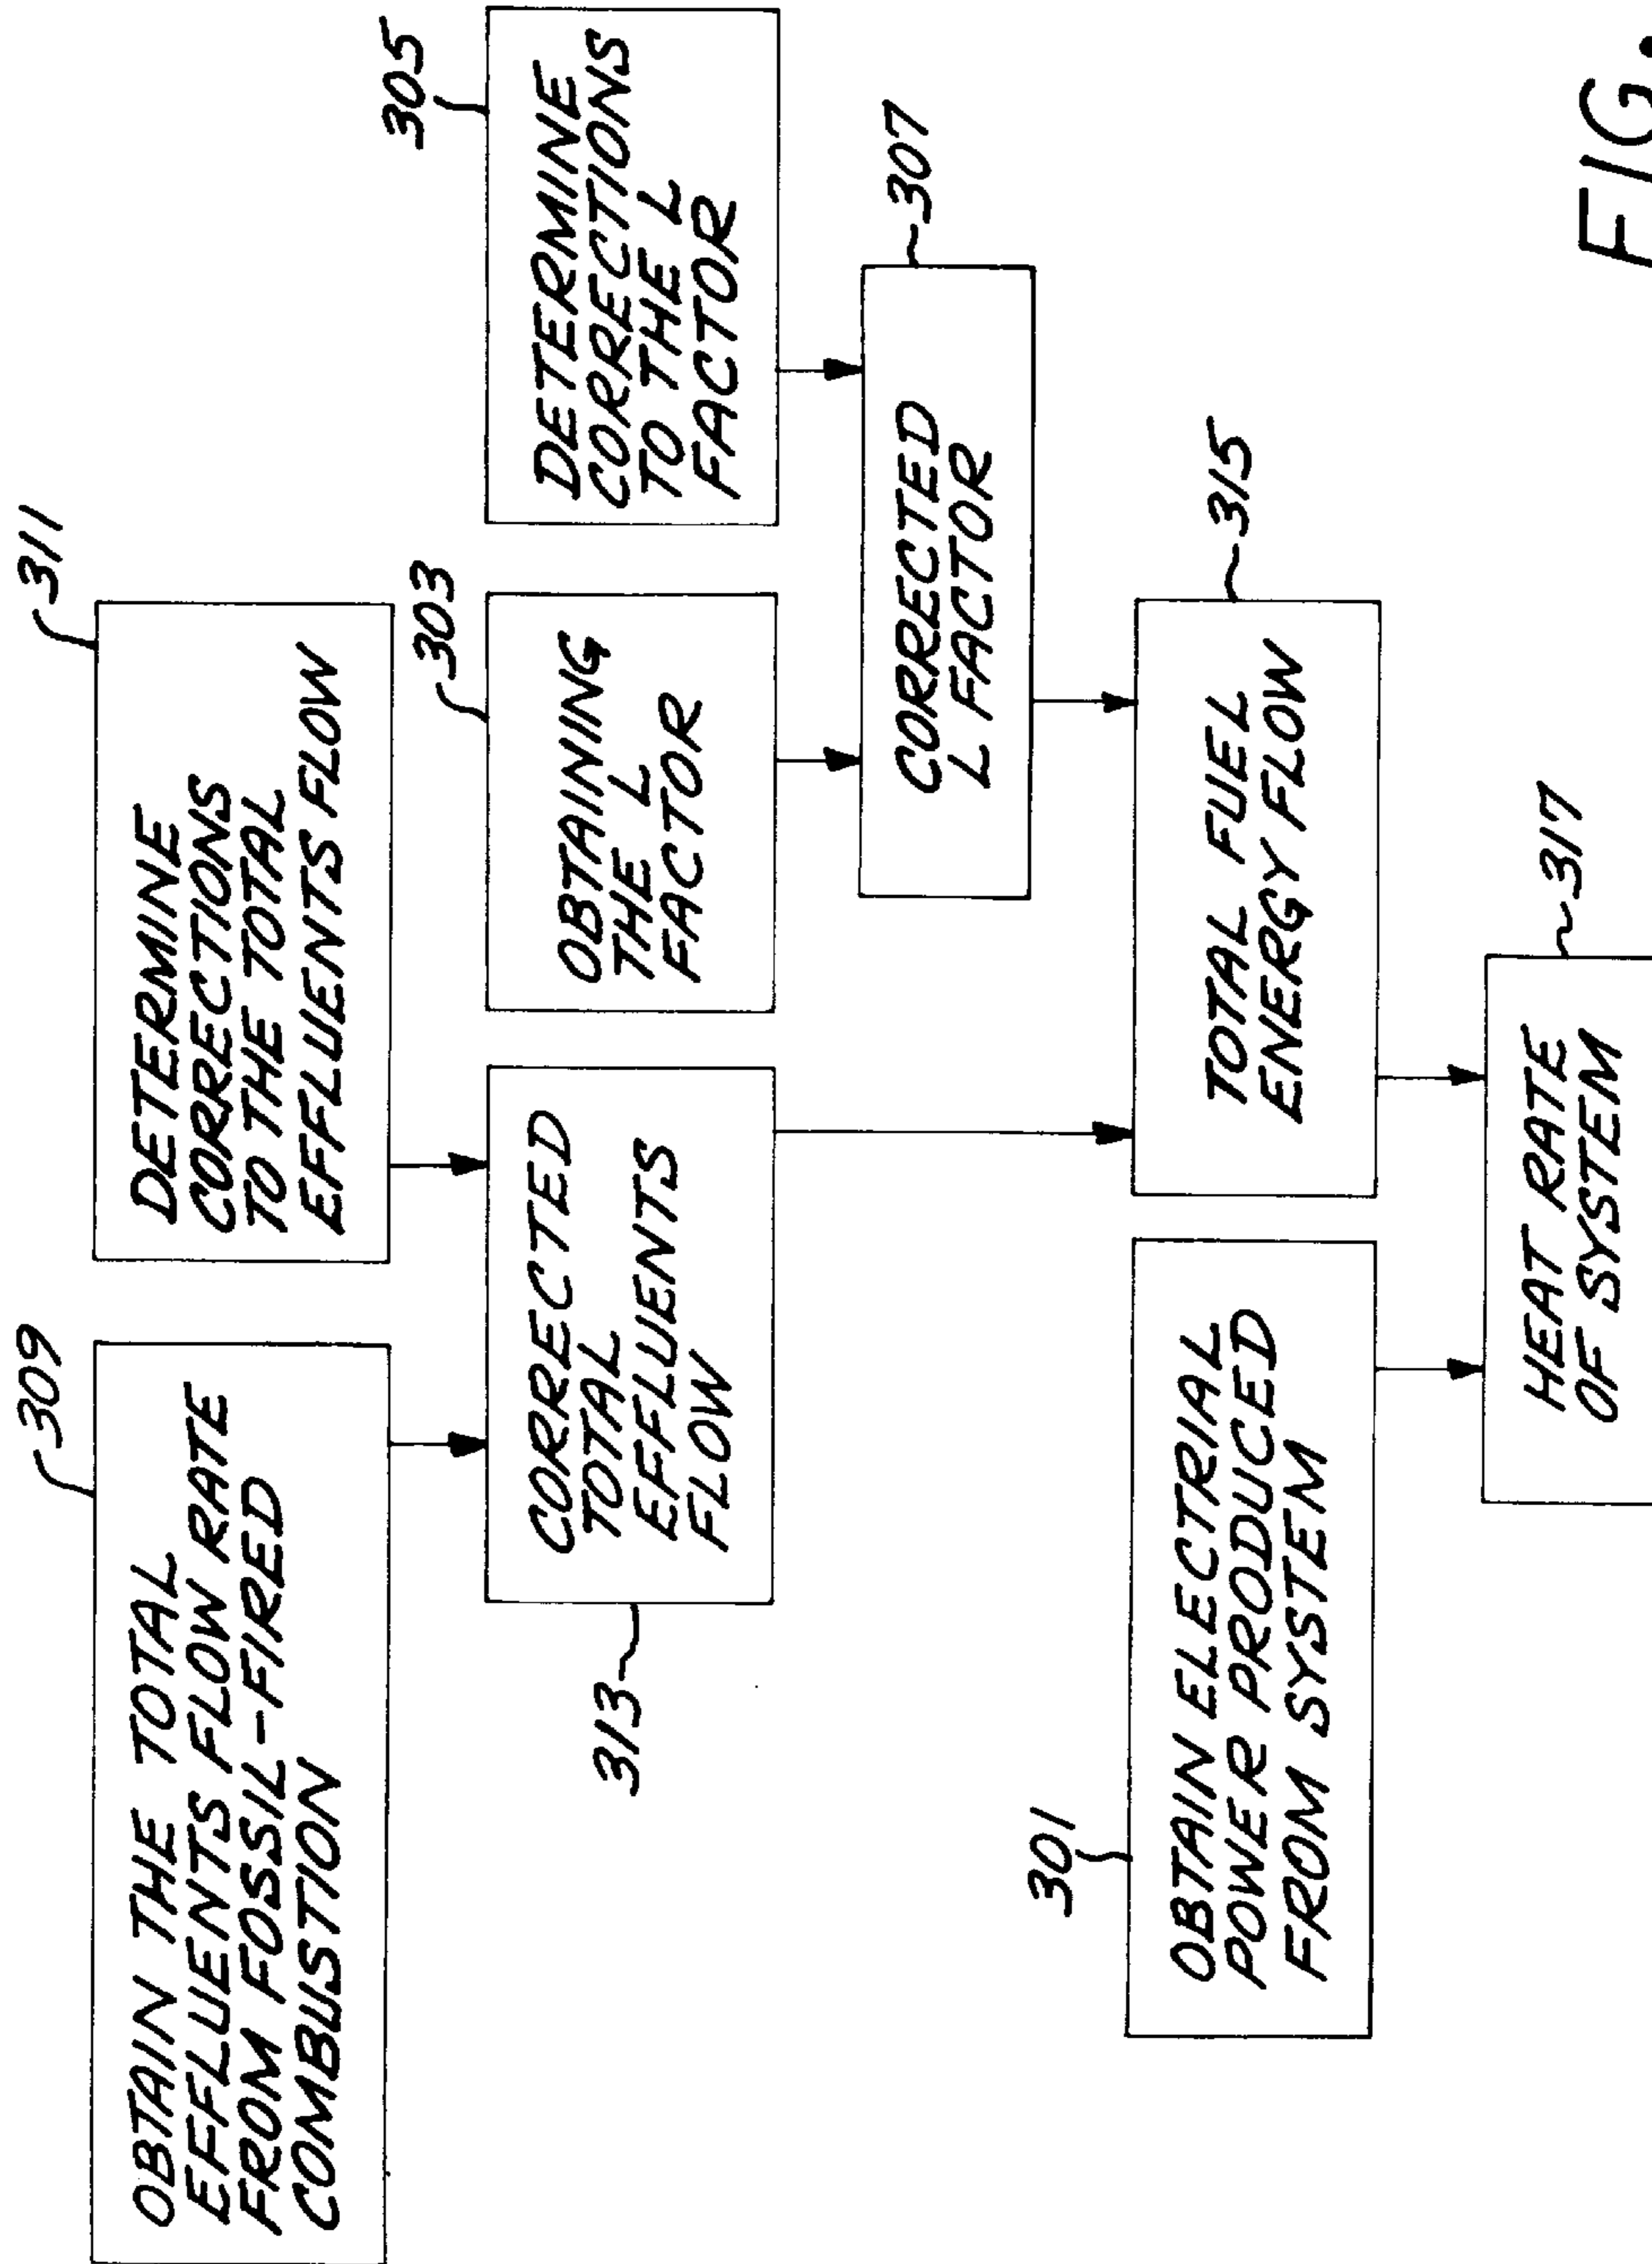 309
OBTAIN THE TOTAL
EFFLUENTS FLOW RATE
FROM FOSSIL-FIRED
COMBUSTION
311
DETERMINE
CORRECTIONS
TO THE TOTAL
EFFLUENTS FLOW
313
CORRECTED
TOTAL
EFFLUENTS
FLOW
303
OBTAINING
THE L
FACTOR
305
DETERMINE
CORRECTIONS
TO THE L
FACTOR
307
CORRECTED
L FACTOR
301
OBTAIN ELECTRIAL
POWER PRODUCED
FROM SYSTEM
315
TOTAL FUEL
ENERGY FLOW
317
HEAT RATE
OF SYSTEM
FIG.